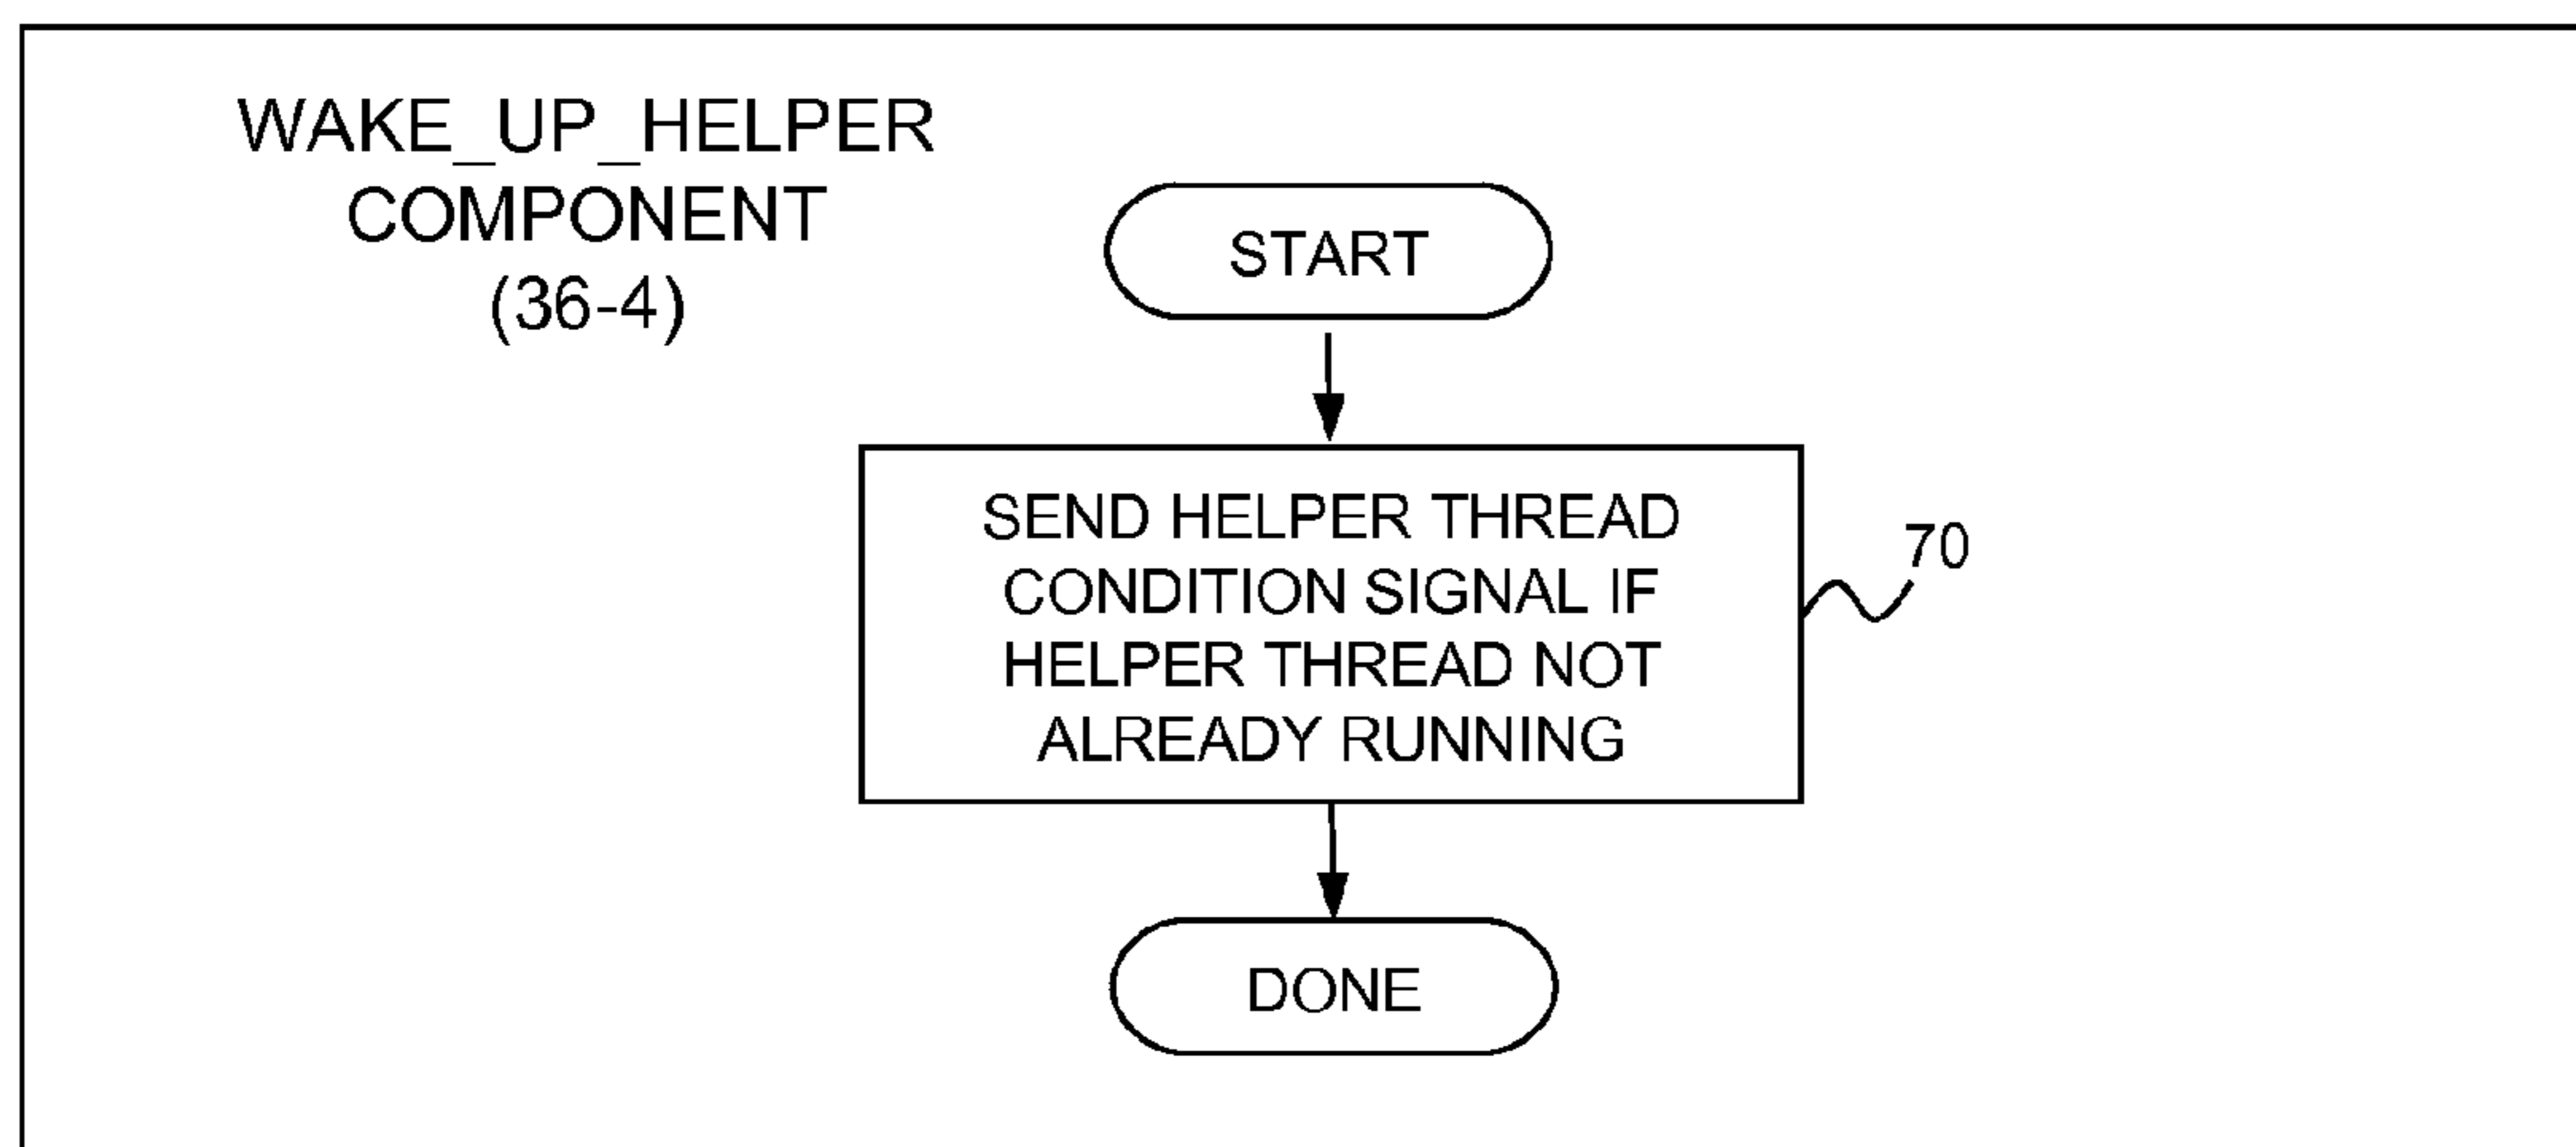 WAKE_UP_HELPER
COMPONENT
(36-4)
START
SEND HELPER THREAD
CONDITION SIGNAL IF
HELPER THREAD NOT
ALREADY RUNNING
70
DONE